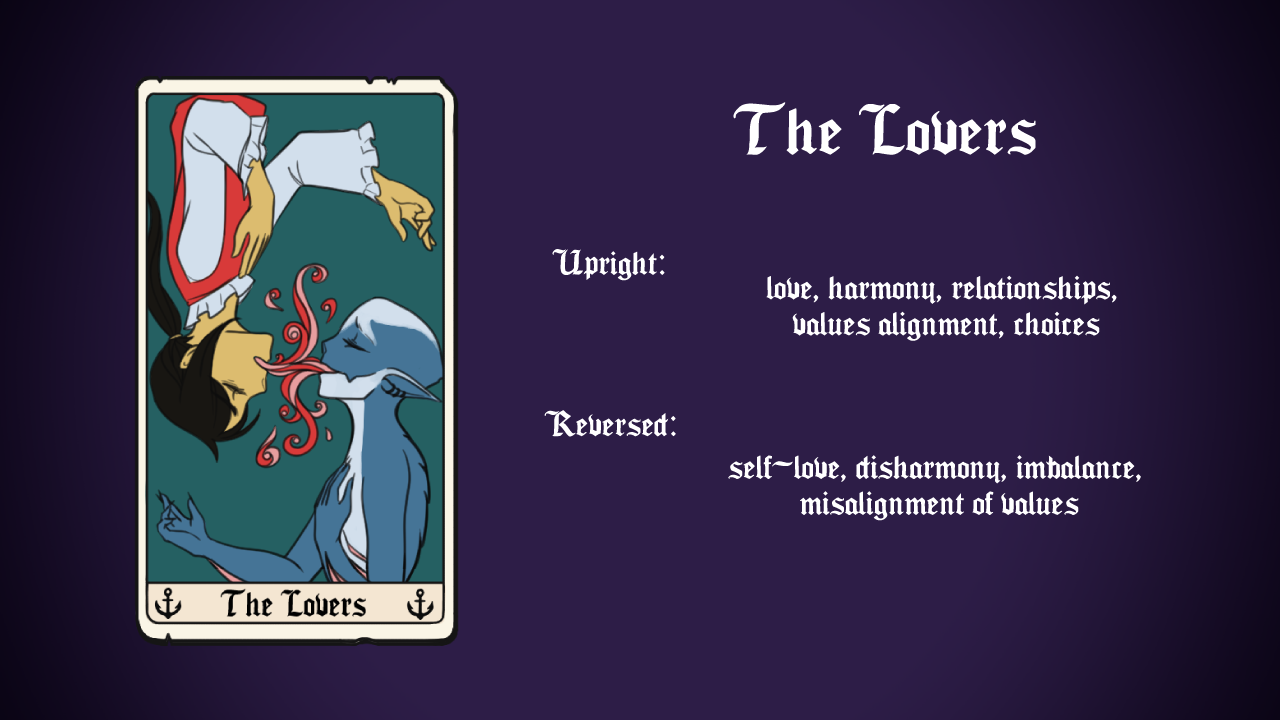 The Lovers
Upright:
love, harmony, relationships,
values alignment, choices
Reversed:
self-love, disharmony, imbalance,
misalignment of values
The Lovers